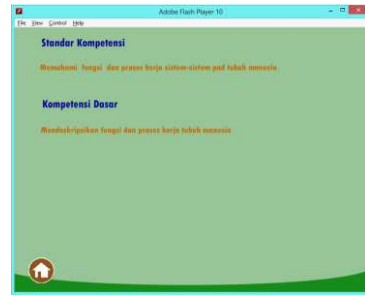 Adobe Flash Player 10
File View Control Help
Standar Kompetensi
Memahami fungsi dan proses kerja sistem-sistem pad tubuh manusia
Kompetensi Dasar
Mendeskripsikan fungsi dan proses kerja tubuh manusia